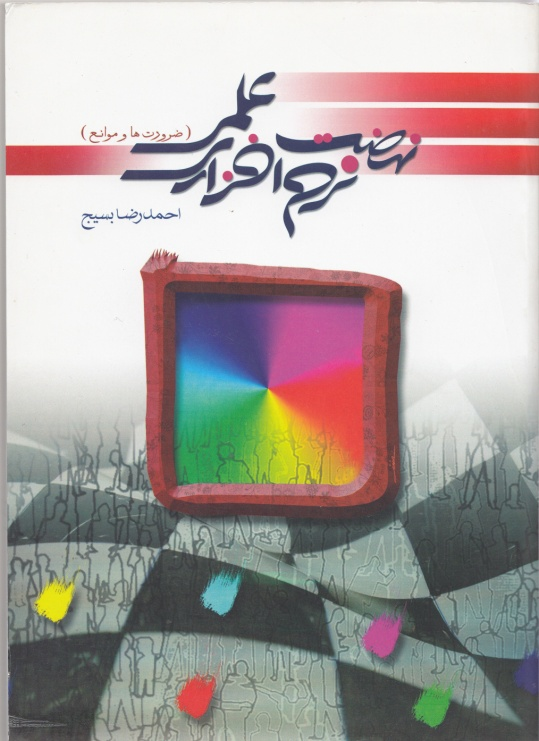 نهضت علمی
نرم افزاری
( ضرورت ها و موانع )
احمدرضا بسیج